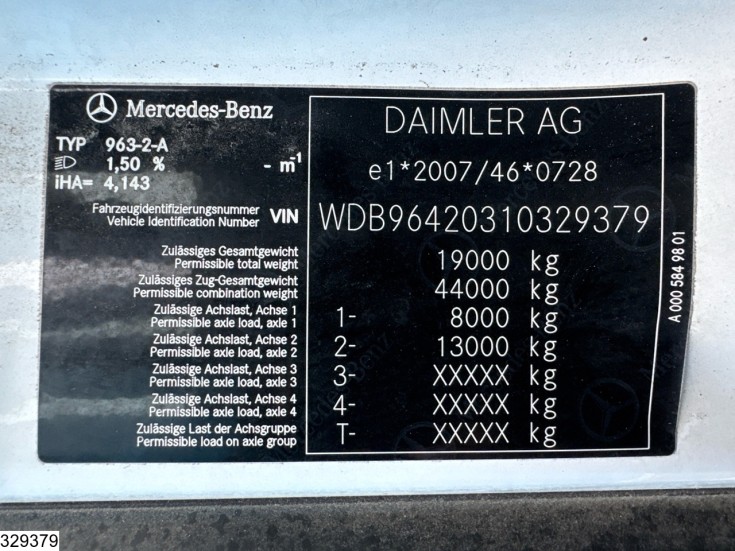 Mercedes-Benz
TYP 963-2-A
1,50 % - m⁻¹
iHA= 4,143
Fahrzeugidentifizierungsnummer
Vehicle Identification Number VIN
Zulässiges Gesamtgewicht
Permissible total weight
Zulässiges Zug-Gesamtgewicht
Permissible combination weight
Zulässige Achslast, Achse 1
Permissible axle load, axle 1
Zulässige Achslast, Achse 2
Permissible axle load, axle 2
Zulässige Achslast, Achse 3
Permissible axle load, axle 3
Zulässige Achslast, Achse 4
Permissible axle load, axle 4
Zulässige Last der Achsgruppe
Permissible load on axle group
DAIMLER AG
e1*2007/46*0728
WDB96420310329379
19000 kg
44000 kg
1- 8000 kg
2- 13000 kg
3- XXXXX kg
4- XXXXX kg
T- XXXXX kg
A 000 584 98 01
329379